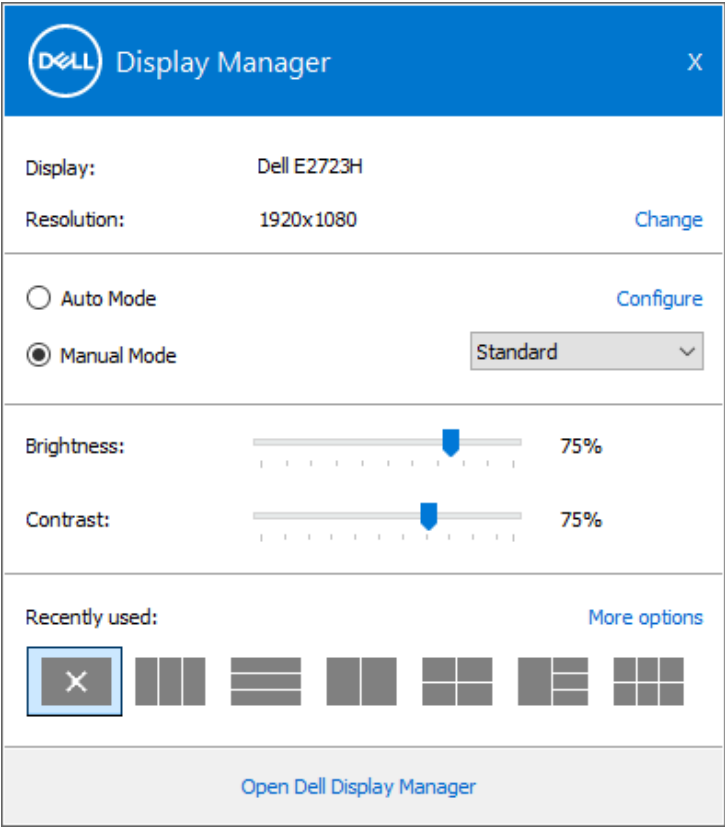 DELL Display Manager X
Display: Dell E2723H
Resolution: 1920x1080 Change
Auto Mode Configure
Manual Mode Standard
Brightness: 75%
Contrast: 75%
Recently used: More options
Open Dell Display Manager